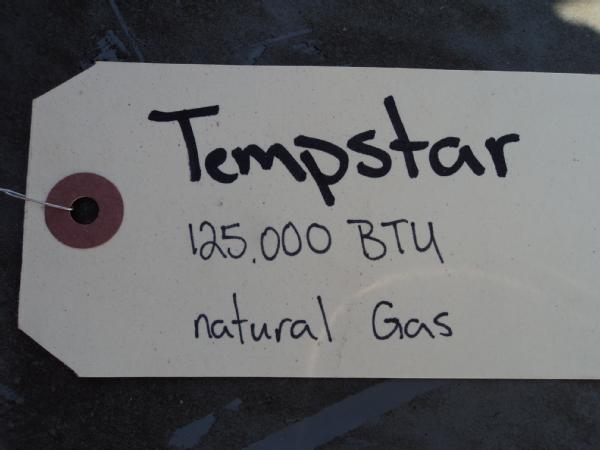 Tempstar
125,000 BTU
natural Gas